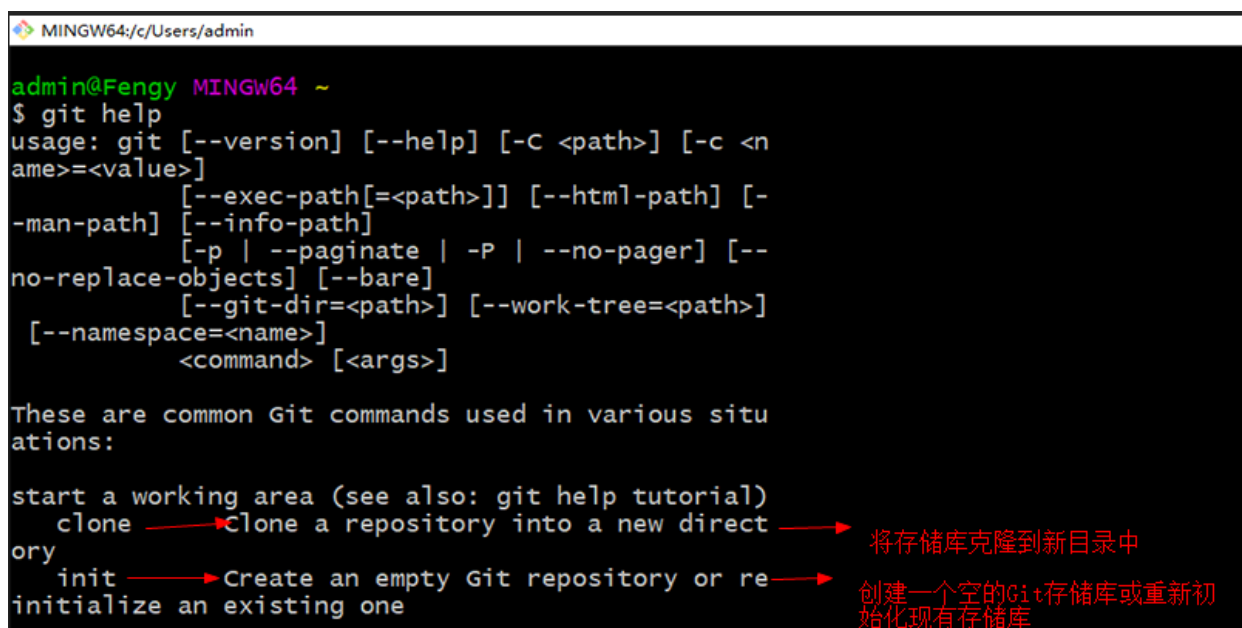 MINGW64:/c/Users/admin
admin@Fengy MINGW64 ~
$ git help
usage: git [--version] [--help] [-C <path>] [-c <n
ame>=<value>]
[--exec-path[=<path>]] [--html-path] [-
-man-path] [--info-path]
[-p | --paginate | -P | --no-pager] [--
no-replace-objects] [--bare]
[--git-dir=<path>] [--work-tree=<path>]
[--namespace=<name>]
<command> [<args>]
These are common Git commands used in various situ
ations:
start a working area (see also: git help tutorial)
clone Clone a repository into a new direct
ory
将存储库克隆到新目录中
init Create an empty Git repository or re
initialize an existing one
创建一个空的Git存储库或重新初
始化现有存储库